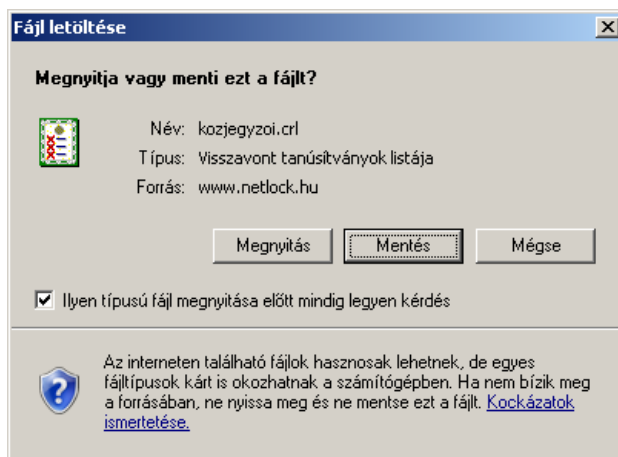 Fájl letöltése
Megnyitja vagy menti ezt a fájlt?
Név: kozjegyzoi.crl
Típus: Visszavont tanúsítványok listája
Forrás: www.netlock.hu
Megnyitás Mentés Mégse
Ilyen típusú fájl megnyitása előtt mindig legyen kérdés
Az interneten található fájlok hasznosak lehetnek, de egyes
fájltípusok kárt is okozhatnak a számítógépben. Ha nem bízik meg
a forrásában, ne nyissa meg és ne mentse ezt a fájlt. Kockázatok
ismertetése.